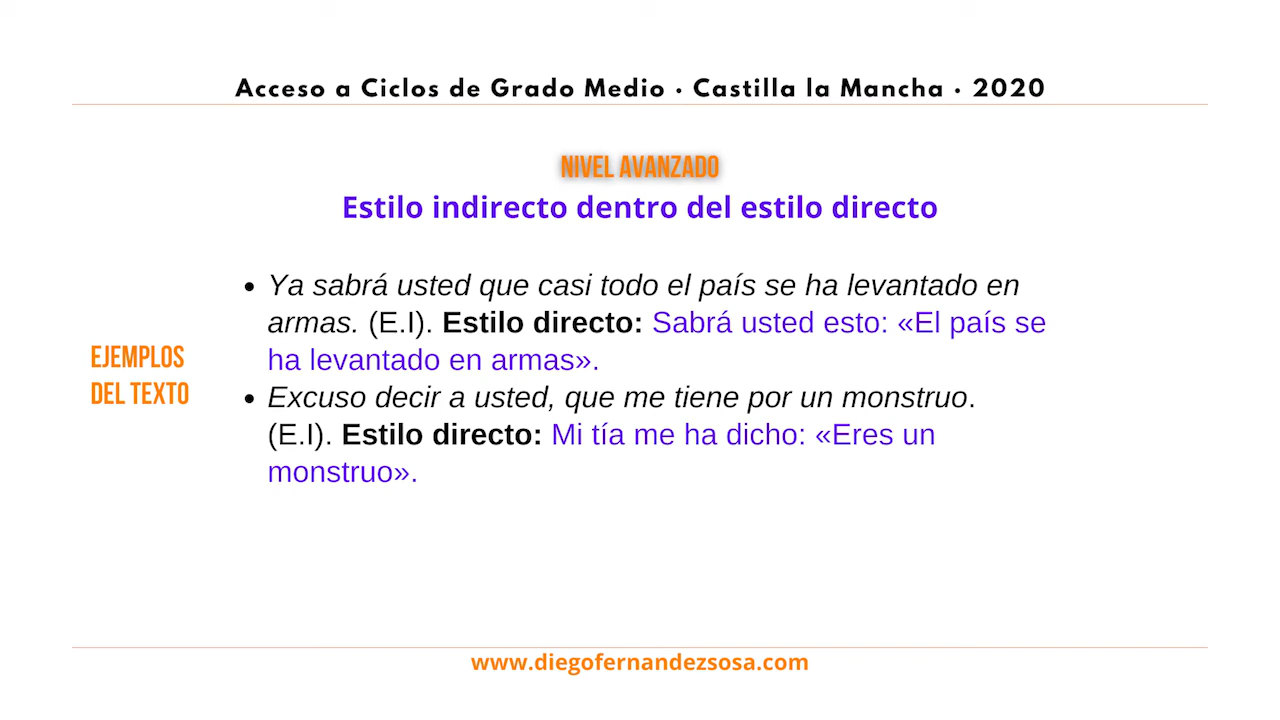 Acceso a Ciclos de Grado Medio · Castilla la Mancha · 2020
NIVEL AVANZADO
Estilo indirecto dentro del estilo directo
EJEMPLOS
DEL TEXTO
• Ya sabrá usted que casi todo el país se ha levantado en
armas. (E.I). Estilo directo: Sabrá usted esto: «El país se
ha levantado en armas».
• Excuso decir a usted, que me tiene por un monstruo.
(E.I). Estilo directo: Mi tía me ha dicho: «Eres un
monstruo».
www.diegofernandezsosa.com